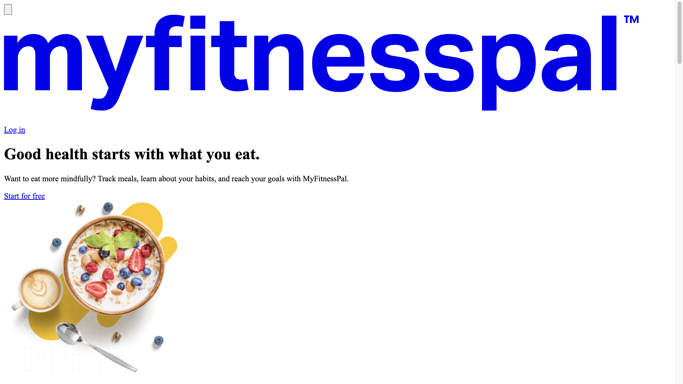 myfitnesspal™
Log in
Good health starts with what you eat.
Want to eat more mindfully? Track meals, learn about your habits, and reach your goals with MyFitnessPal.
Start for free